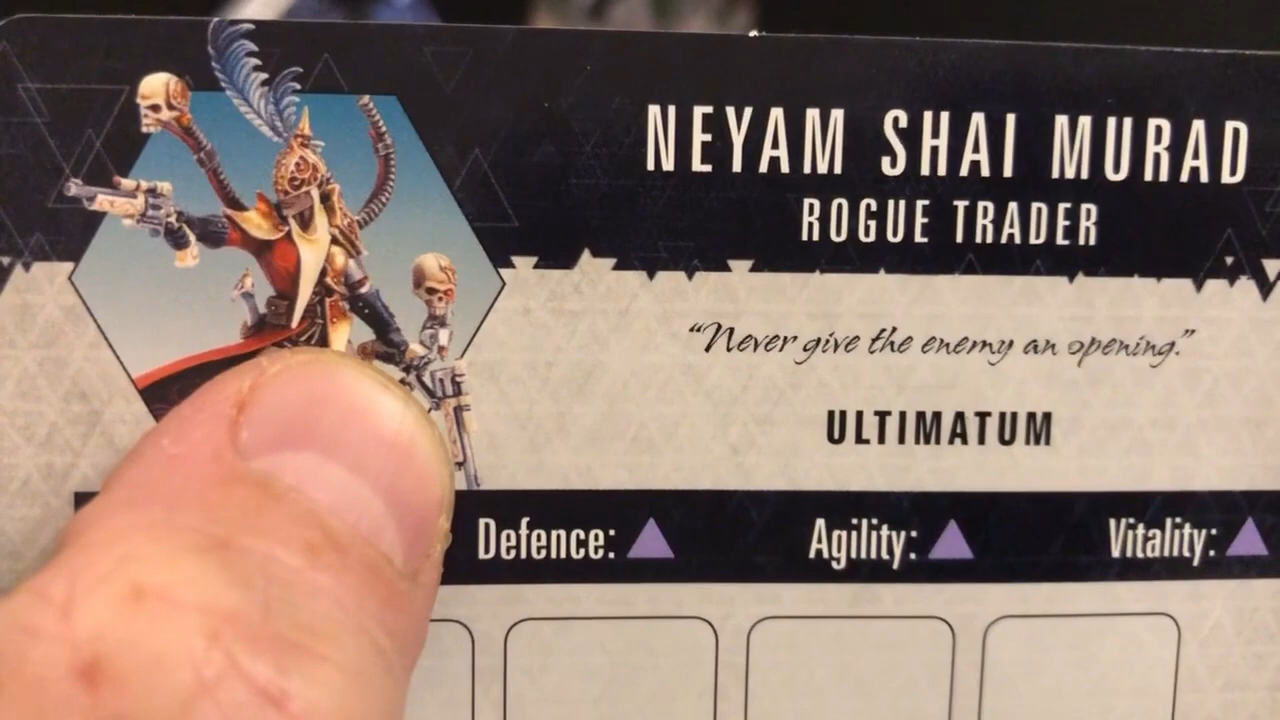 NEYAM SHAI MURAD
ROGUE TRADER
“Never give the enemy an opening.”
ULTIMATUM
Defence: Agility: Vitality: